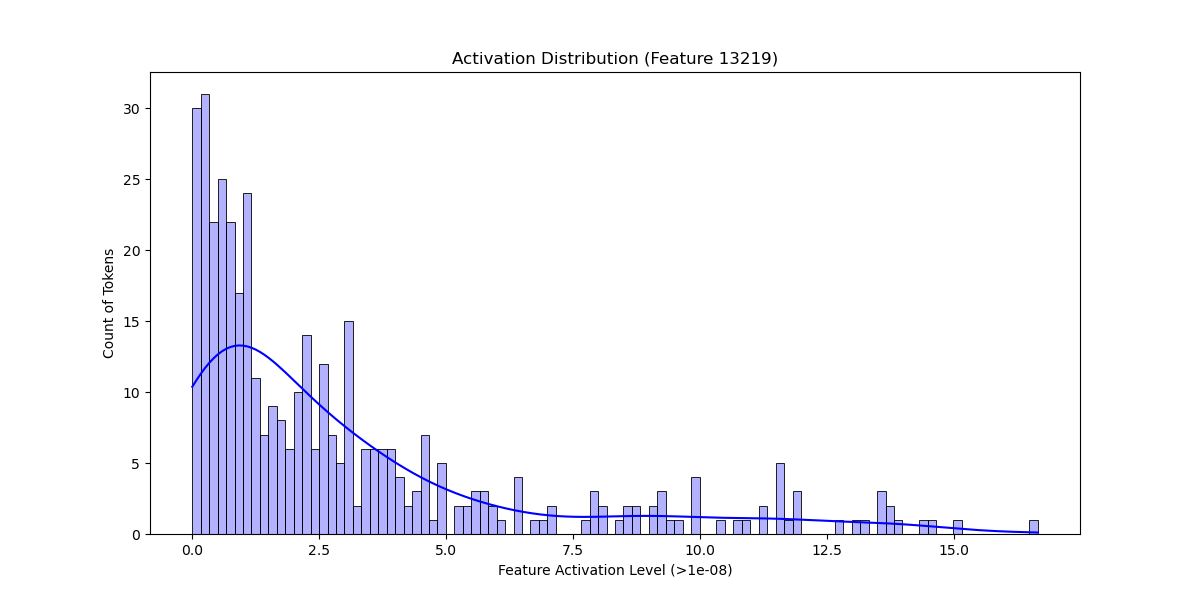 Activation Distribution (Feature 13219)
Count of Tokens
30
25
20
15
10
5
0
0.0 2.5 5.0 7.5 10.0 12.5 15.0
Feature Activation Level (>1e-08)